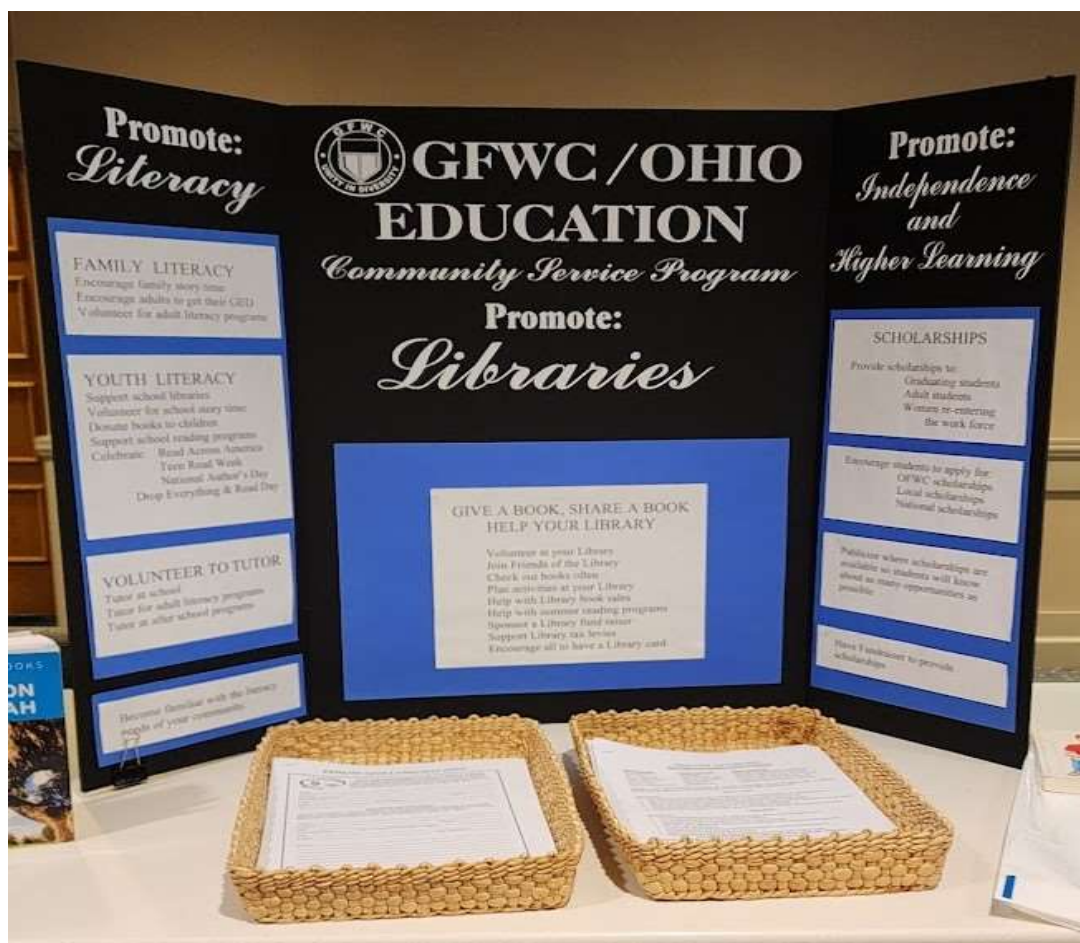 Promote:
Literacy
FAMILY LITERACY
Encourage family story time
Encourage adults to get their GED
Volunteer for adult literacy programs
YOUTH LITERACY
Support school libraries
Volunteer for school story time
Donate books to children
Support school reading programs
Celebrate: Read Across America
Teen Read Week
National Author's Day
Drop Everything & Read Day
VOLUNTEER TO TUTOR
Tutor at school
Tutor for adult literacy programs
Tutor at after school programs
Become familiar with the literacy
needs of your community.
GFWC
UNITY IN DIVERSITY
GFWC/OHIO
EDUCATION
Community Service Program
Promote:
Libraries
GIVE A BOOK, SHARE A BOOK
HELP YOUR LIBRARY
Volunteer at your Library
Join Friends of the Library
Check out books often
Plan activities at your Library
Help with Library book sales
Help with summer reading programs
Sponsor a Library fund raiser
Support Library tax levies
Encourage all to have a Library card
Promote:
Independence
and
Higher Learning
SCHOLARSHIPS
Provide scholarships to:
Graduating students
Adult students
Women re-entering
the work force
Encourage students to apply for:
OFWC scholarships
Local scholarships
National scholarships
Publicize where scholarships are
available so students will know
about as many opportunities as
possible
Have Fundraiser to provide
scholarships
OOKS
ON
AH